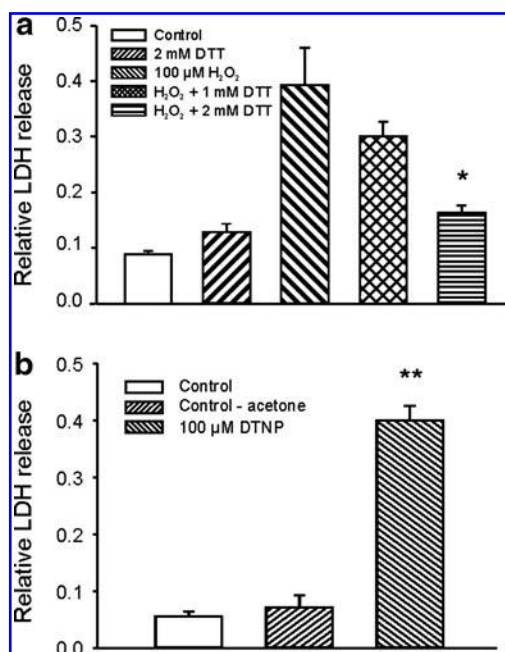 a
Control
2 mM DTT
100 µM H₂O₂
H₂O₂ + 1 mM DTT
H₂O₂ + 2 mM DTT
Relative LDH release
0.5
0.4
0.3
0.2
0.1
0.0
*
b
Control
Control - acetone
100 µM DTNP
Relative LDH release
0.5
0.4
0.3
0.2
0.1
0.0
**